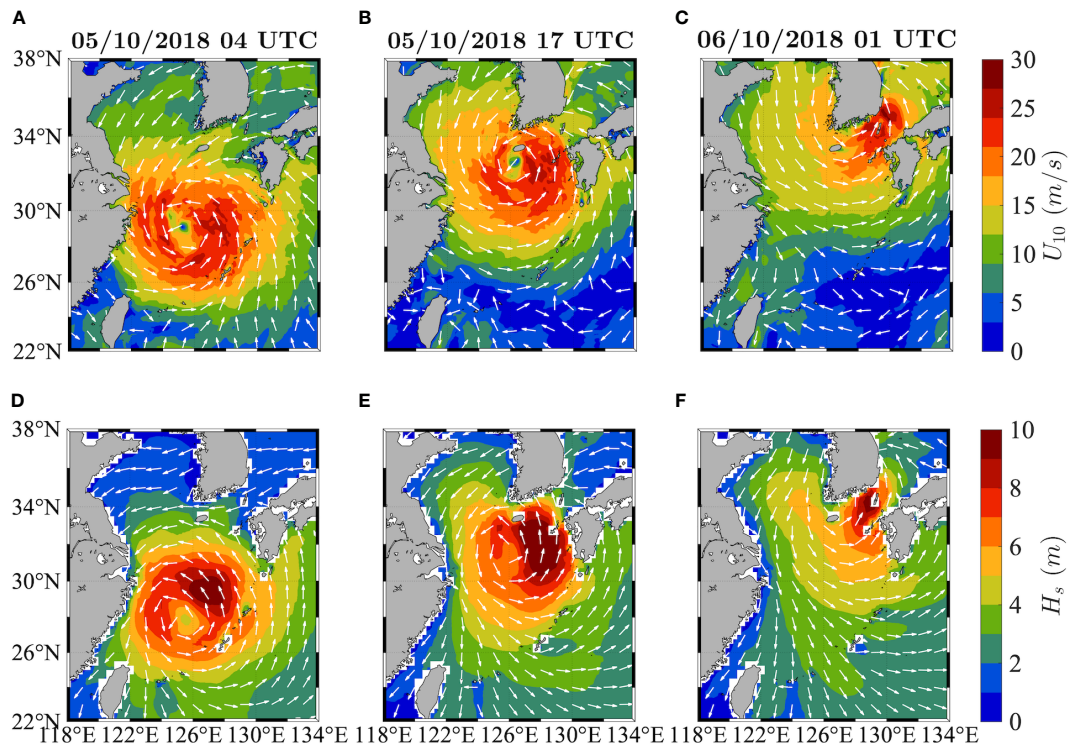 A
B
C
05/10/2018 04 UTC
05/10/2018 17 UTC
06/10/2018 01 UTC
38°N
34°N
30°N
26°N
22°N
30
25
20
15
10
5
0
U10 (m/s)
D
E
F
38°N
34°N
30°N
26°N
22°N
118°E 122°E 126°E 130°E 134°E 118°E 122°E 126°E 130°E 134°E 118°E 122°E 126°E 130°E 134°E
10
8
6
4
2
0
Hs (m)